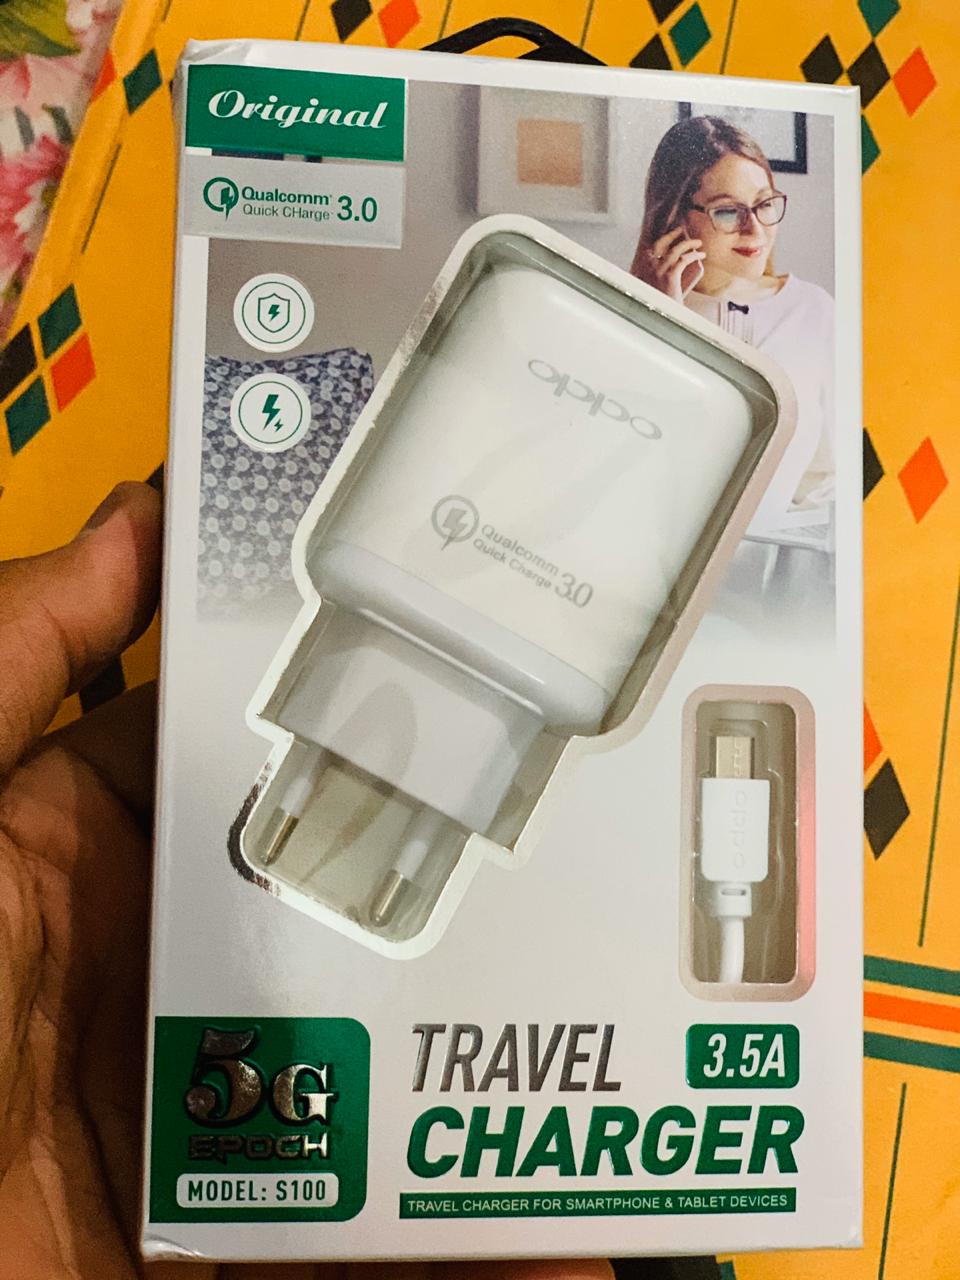 Original
Qualcomm
Quick CHarge 3.0
oppo
Qualcomm
Quick Charge 3.0
oppo
5G
EPOCH
MODEL: S100
TRAVEL 3.5A
CHARGER
TRAVEL CHARGER FOR SMARTPHONE & TABLET DEVICES